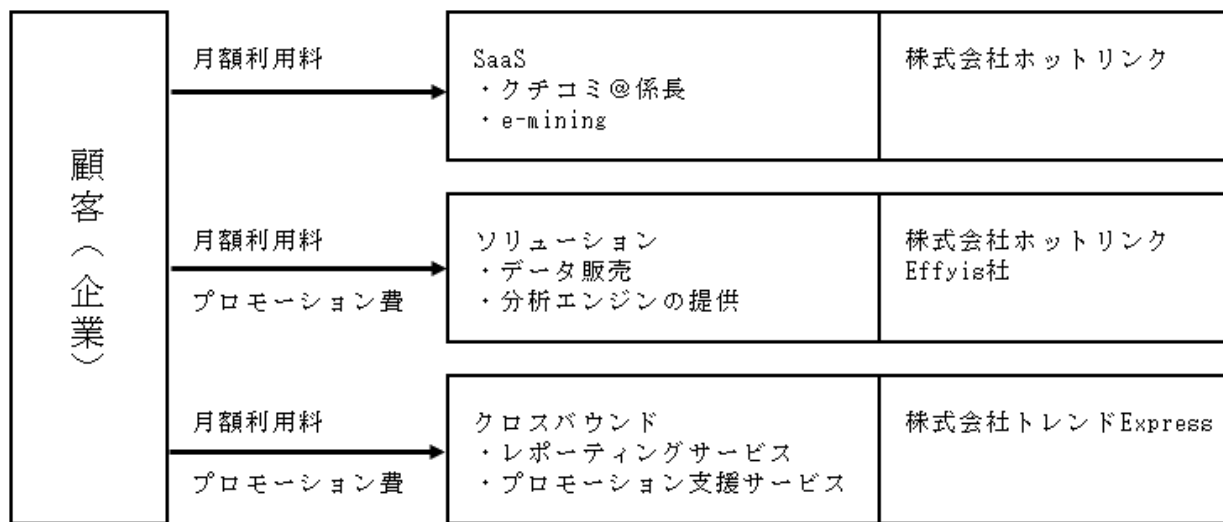 顧客(企業)
月額利用料
SaaS
・クチコミ@係長
・e-mining
株式会社ホットリンク
月額利用料
プロモーション費
ソリューション
・データ販売
・分析エンジンの提供
株式会社ホットリンク
Effyis社
月額利用料
プロモーション費
クロスバウンド
・レポーティングサービス
・プロモーション支援サービス
株式会社トレンドExpress